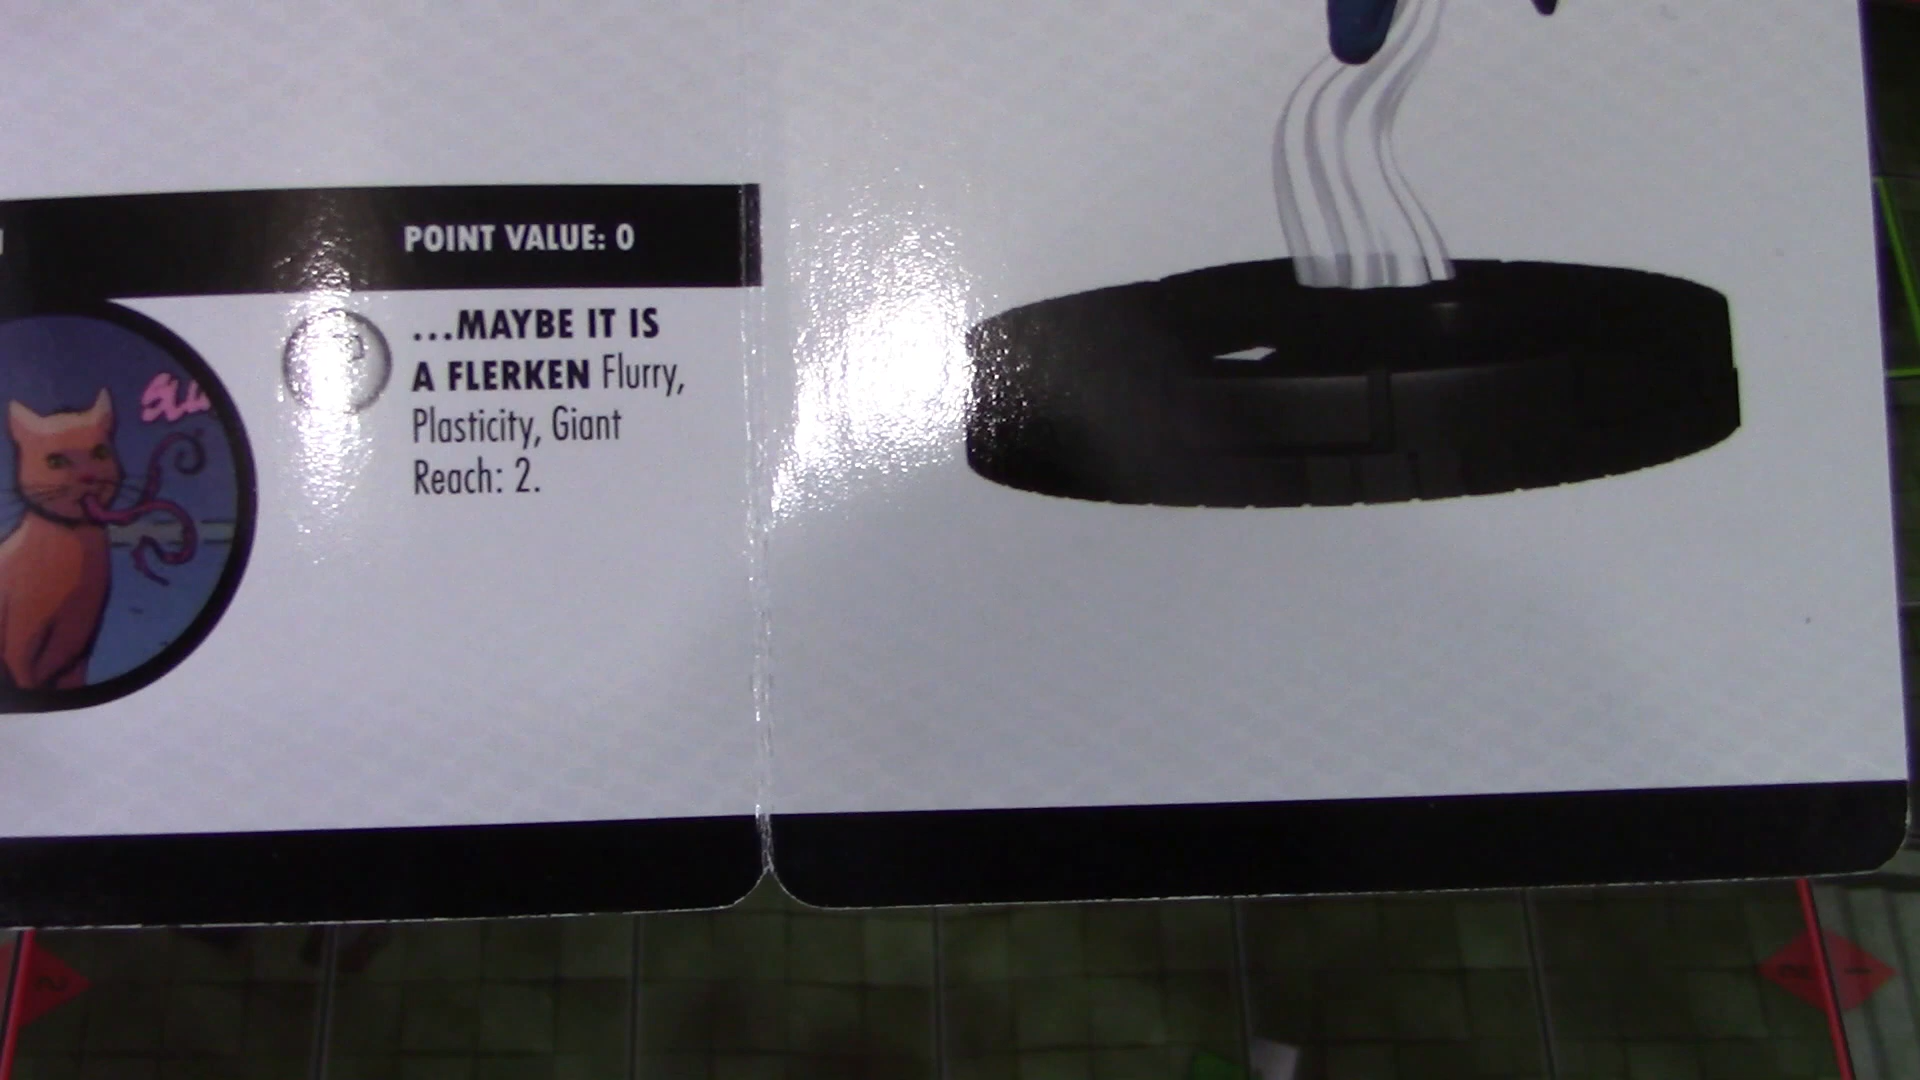 POINT VALUE: 0
...MAYBE IT IS
A FLERKEN Flurry,
Plasticity, Giant
Reach: 2.